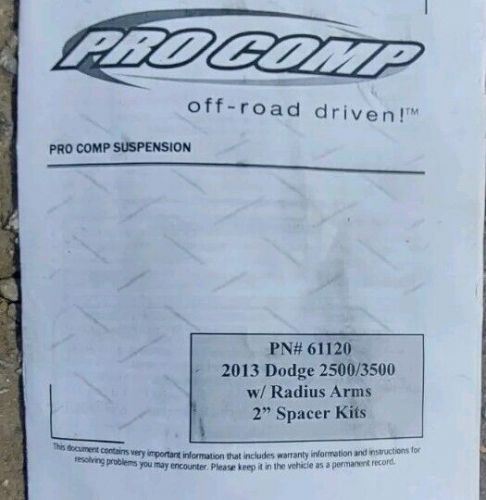 PRO COMP
off-road driven!™
PRO COMP SUSPENSION
PN# 61120
2013 Dodge 2500/3500
w/ Radius Arms
2” Spacer Kits
This document contains very important information that includes warranty information and instructions for
resolving problems you may encounter. Please keep it in the vehicle as a permanent record.